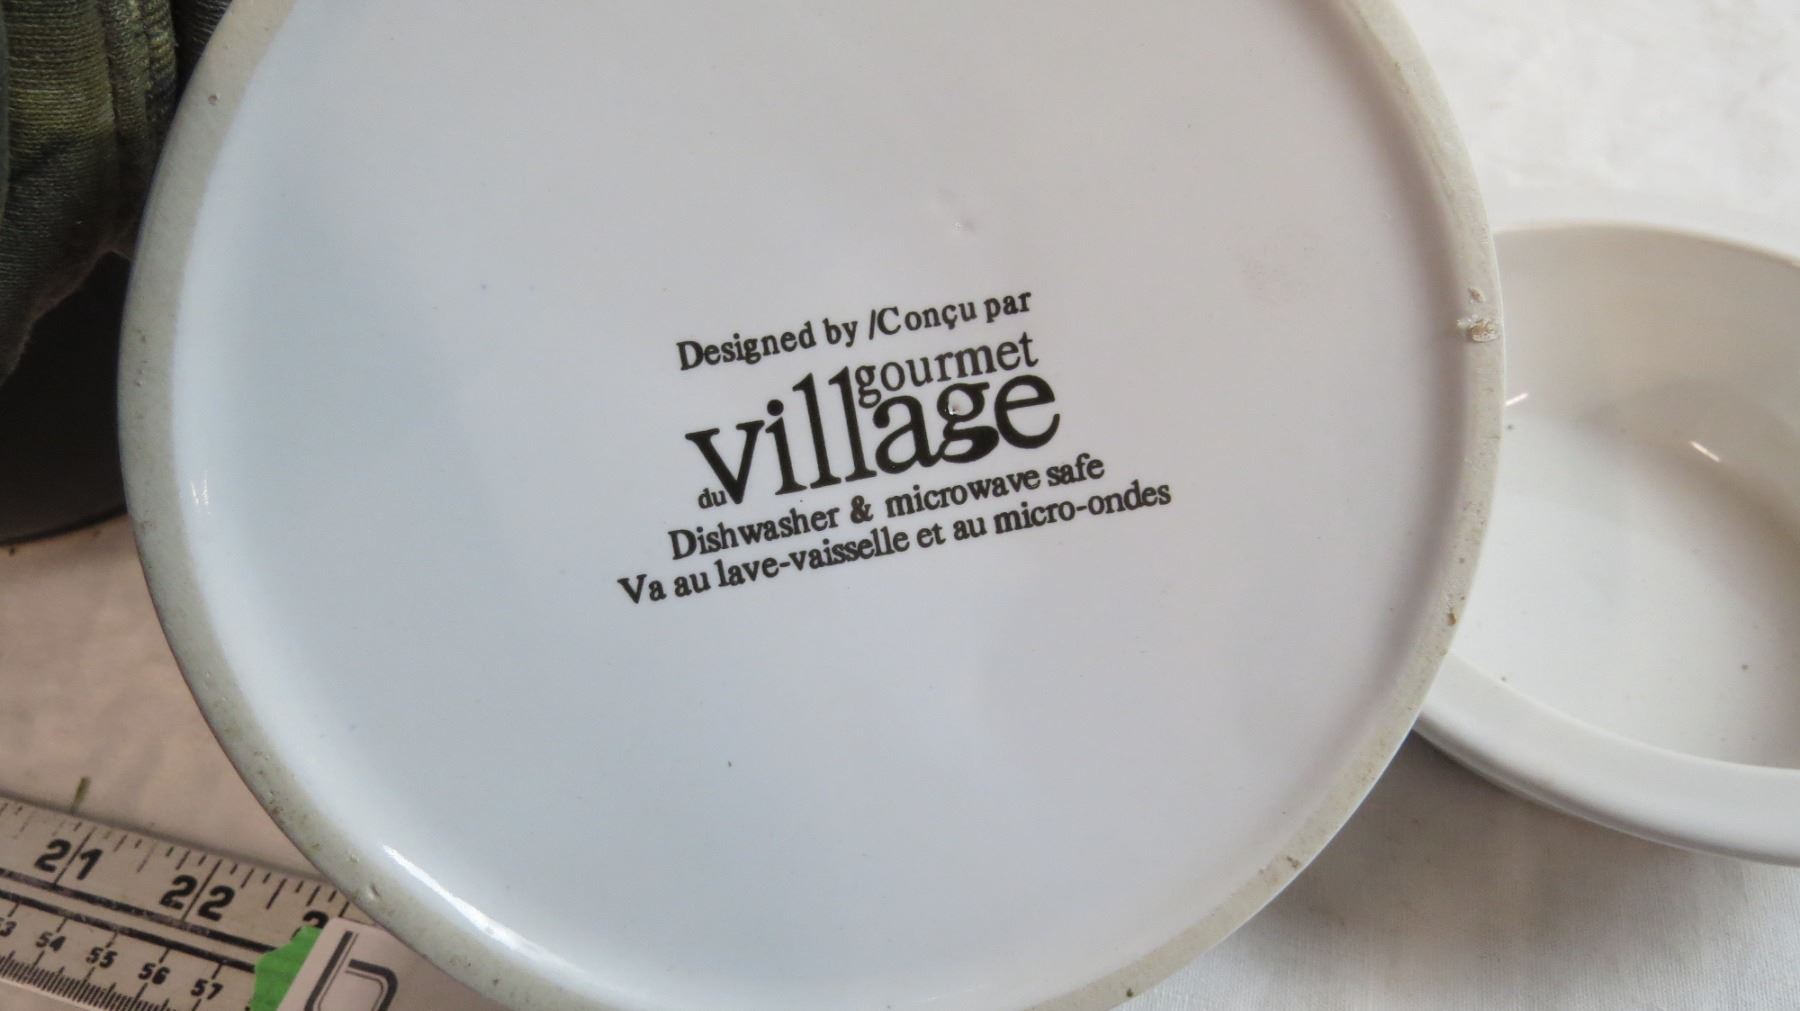 Designed by /Conçu par
gourmet
du village
Dishwasher & microwave safe
Va au lave-vaisselle et au micro-ondes
21 22
53 54 55 56 57